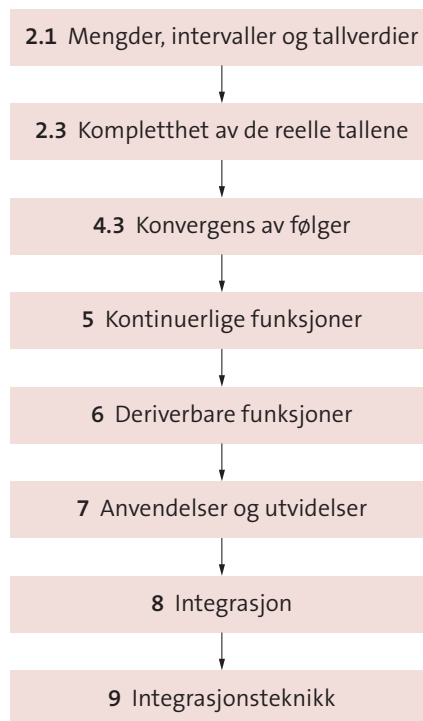 2.1 Mengder, intervaller og tallverdier
2.3 Kompletthet av de reelle tallene
4.3 Konvergens av følger
5 Kontinuerlige funksjoner
6 Deriverbare funksjoner
7 Anvendelser og utvidelser
8 Integrasjon
9 Integrasjonsteknikk